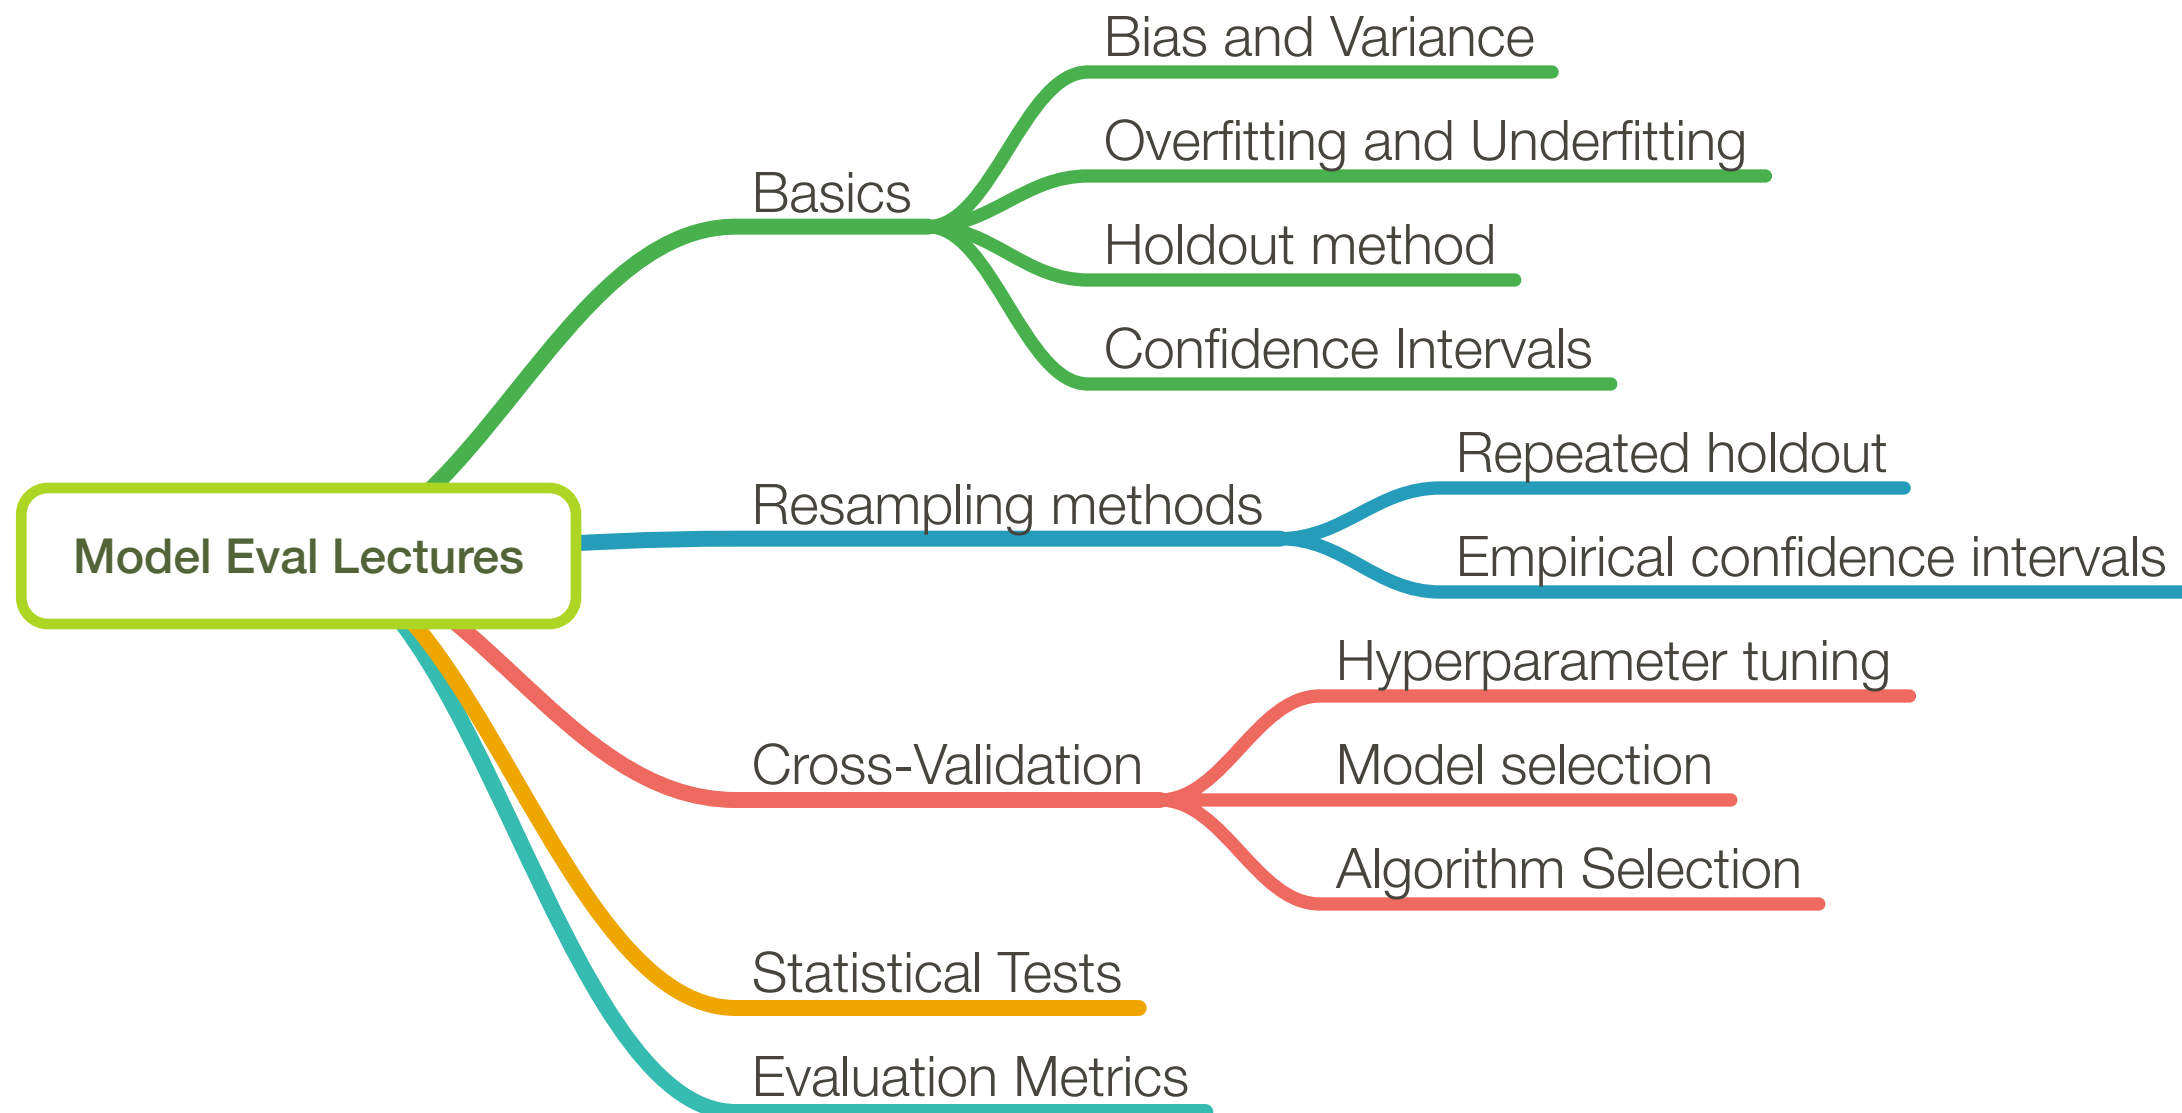 Bias and Variance
Overfitting and Underfitting
Basics
Holdout method
Confidence Intervals
Repeated holdout
Resampling methods
Empirical confidence intervals
Model Eval Lectures
Hyperparameter tuning
Cross-Validation
Model selection
Algorithm Selection
Statistical Tests
Evaluation Metrics